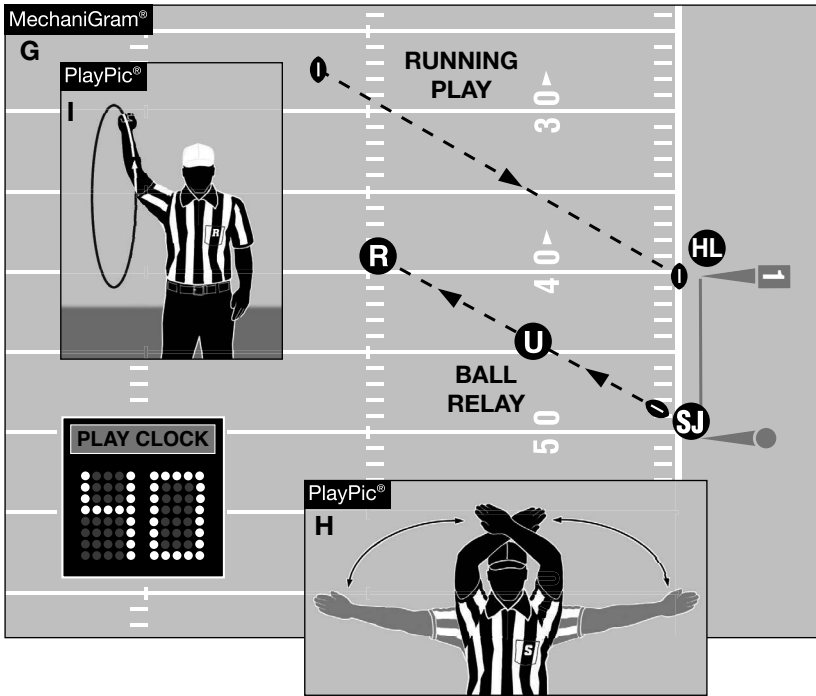 MechaniGram®
G
PlayPic®
I
R
RUNNING
PLAY
30
HL
R
40
1
U
BALL
RELAY
SJ
50
PLAY CLOCK
40
PlayPic®
H
S